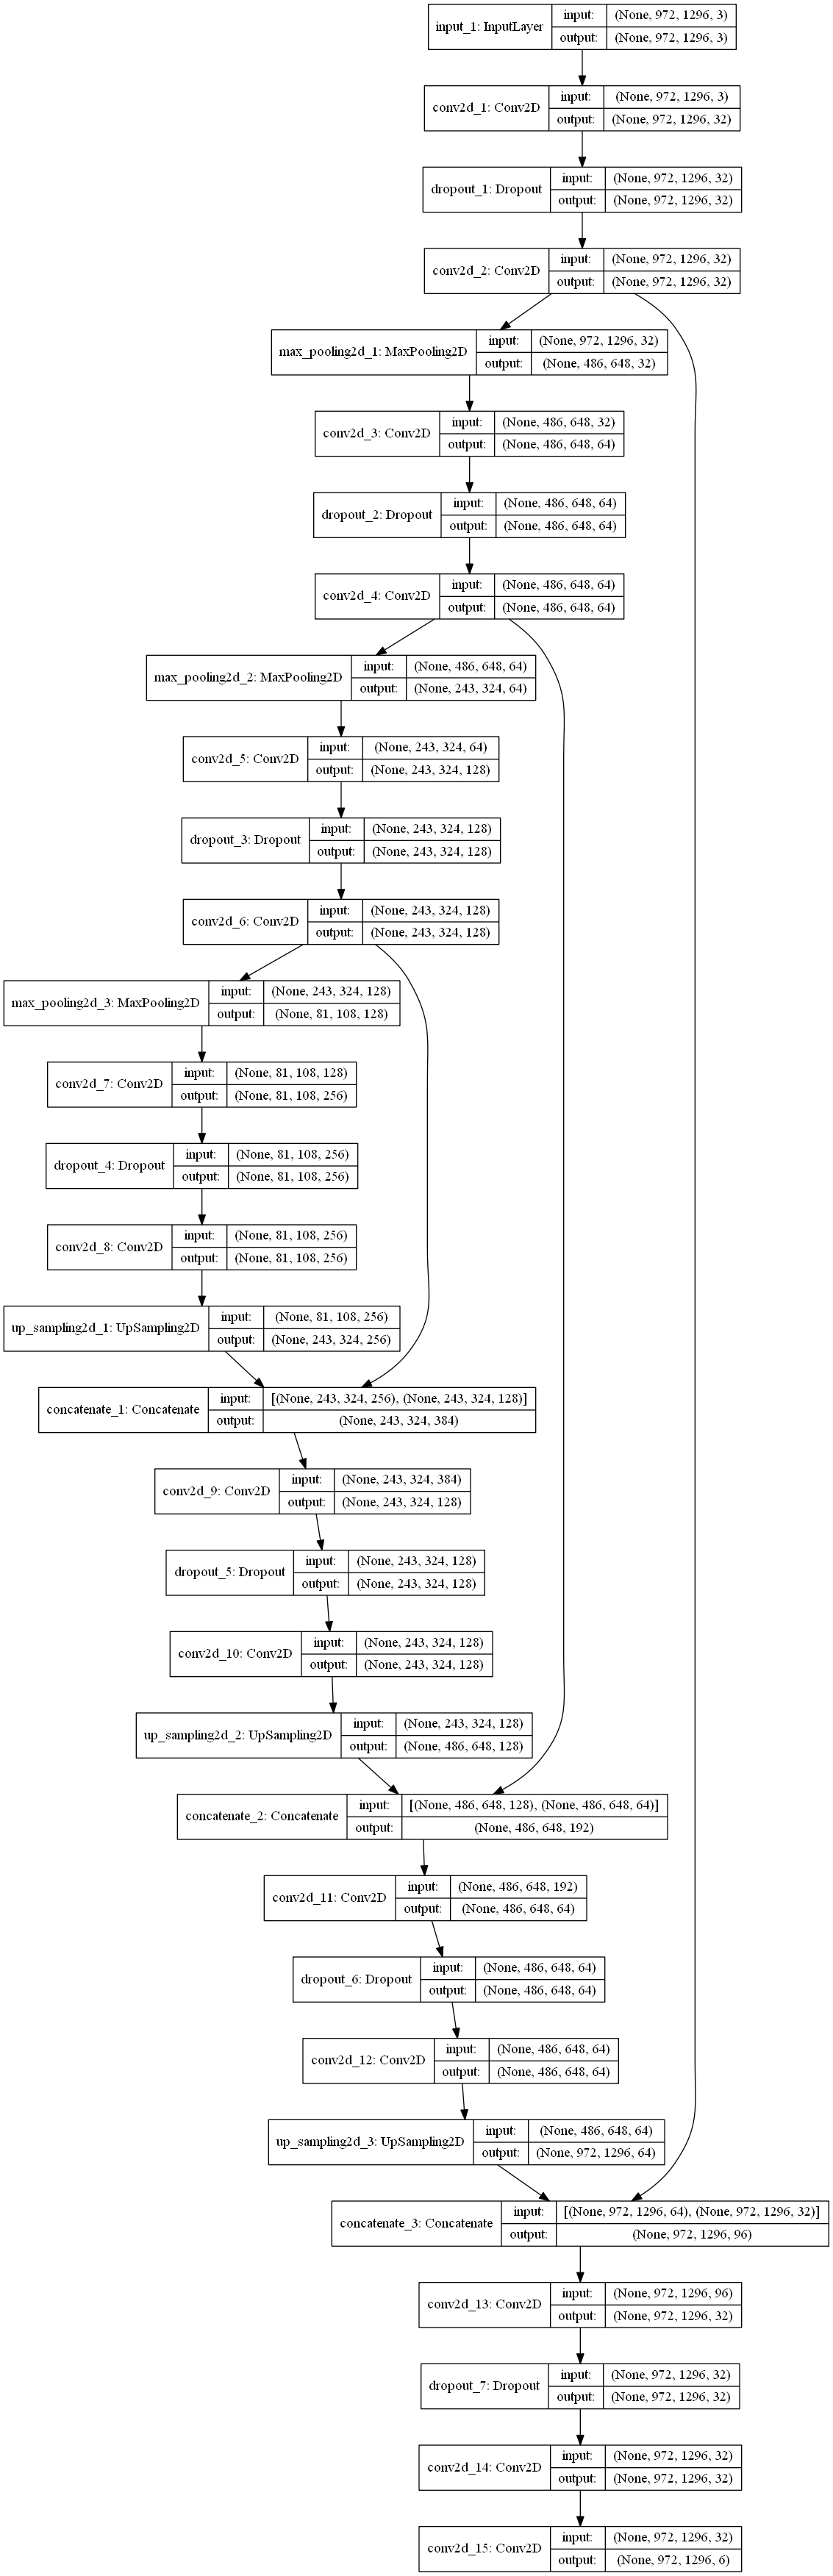 input_1: InputLayer input: (None, 972, 1296, 3)
output: (None, 972, 1296, 3)
conv2d_1: Conv2D input: (None, 972, 1296, 3)
output: (None, 972, 1296, 32)
dropout_1: Dropout input: (None, 972, 1296, 32)
output: (None, 972, 1296, 32)
conv2d_2: Conv2D input: (None, 972, 1296, 32)
output: (None, 972, 1296, 32)
max_pooling2d_1: MaxPooling2D input: (None, 972, 1296, 32)
output: (None, 486, 648, 32)
conv2d_3: Conv2D input: (None, 486, 648, 32)
output: (None, 486, 648, 64)
dropout_2: Dropout input: (None, 486, 648, 64)
output: (None, 486, 648, 64)
conv2d_4: Conv2D input: (None, 486, 648, 64)
output: (None, 486, 648, 64)
max_pooling2d_2: MaxPooling2D input: (None, 486, 648, 64)
output: (None, 243, 324, 64)
conv2d_5: Conv2D input: (None, 243, 324, 64)
output: (None, 243, 324, 128)
dropout_3: Dropout input: (None, 243, 324, 128)
output: (None, 243, 324, 128)
conv2d_6: Conv2D input: (None, 243, 324, 128)
output: (None, 243, 324, 128)
max_pooling2d_3: MaxPooling2D input: (None, 243, 324, 128)
output: (None, 81, 108, 128)
conv2d_7: Conv2D input: (None, 81, 108, 128)
output: (None, 81, 108, 256)
dropout_4: Dropout input: (None, 81, 108, 256)
output: (None, 81, 108, 256)
conv2d_8: Conv2D input: (None, 81, 108, 256)
output: (None, 81, 108, 256)
up_sampling2d_1: UpSampling2D input: (None, 81, 108, 256)
output: (None, 243, 324, 256)
concatenate_1: Concatenate input: [(None, 243, 324, 256), (None, 243, 324, 128)]
output: (None, 243, 324, 384)
conv2d_9: Conv2D input: (None, 243, 324, 384)
output: (None, 243, 324, 128)
dropout_5: Dropout input: (None, 243, 324, 128)
output: (None, 243, 324, 128)
conv2d_10: Conv2D input: (None, 243, 324, 128)
output: (None, 243, 324, 128)
up_sampling2d_2: UpSampling2D input: (None, 243, 324, 128)
output: (None, 486, 648, 128)
concatenate_2: Concatenate input: [(None, 486, 648, 128), (None, 486, 648, 64)]
output: (None, 486, 648, 192)
conv2d_11: Conv2D input: (None, 486, 648, 192)
output: (None, 486, 648, 64)
dropout_6: Dropout input: (None, 486, 648, 64)
output: (None, 486, 648, 64)
conv2d_12: Conv2D input: (None, 486, 648, 64)
output: (None, 486, 648, 64)
up_sampling2d_3: UpSampling2D input: (None, 486, 648, 64)
output: (None, 972, 1296, 64)
concatenate_3: Concatenate input: [(None, 972, 1296, 64), (None, 972, 1296, 32)]
output: (None, 972, 1296, 96)
conv2d_13: Conv2D input: (None, 972, 1296, 96)
output: (None, 972, 1296, 32)
dropout_7: Dropout input: (None, 972, 1296, 32)
output: (None, 972, 1296, 32)
conv2d_14: Conv2D input: (None, 972, 1296, 32)
output: (None, 972, 1296, 32)
conv2d_15: Conv2D input: (None, 972, 1296, 32)
output: (None, 972, 1296, 6)